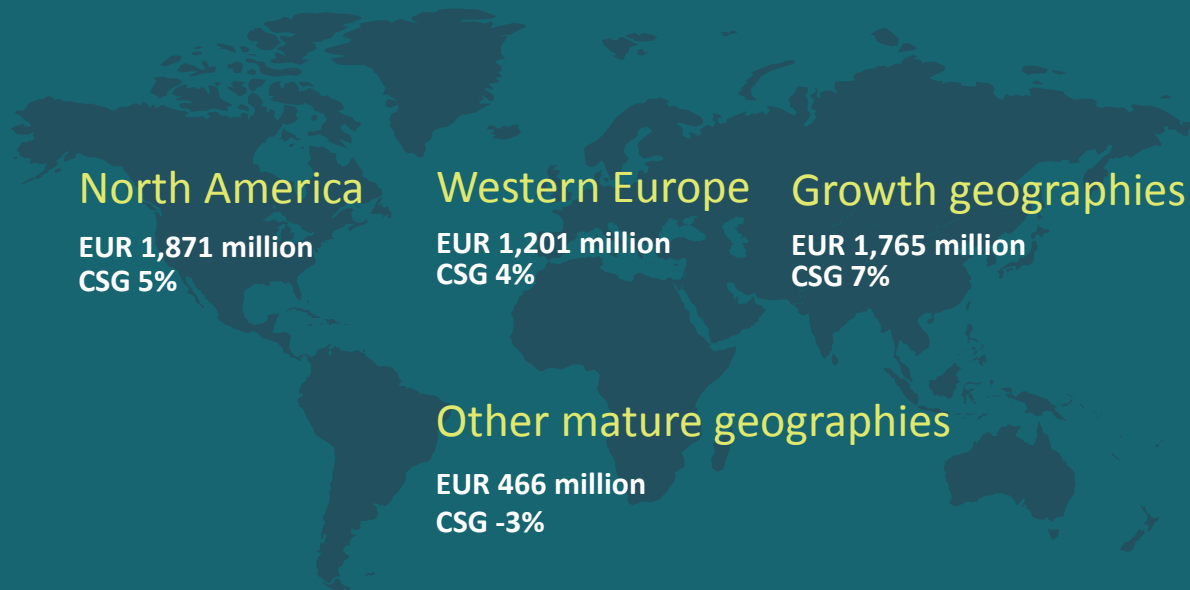 North America
EUR 1,871 million
CSG 5%
Western Europe
EUR 1,201 million
CSG 4%
Growth geographies
EUR 1,765 million
CSG 7%
Other mature geographies
EUR 466 million
CSG -3%